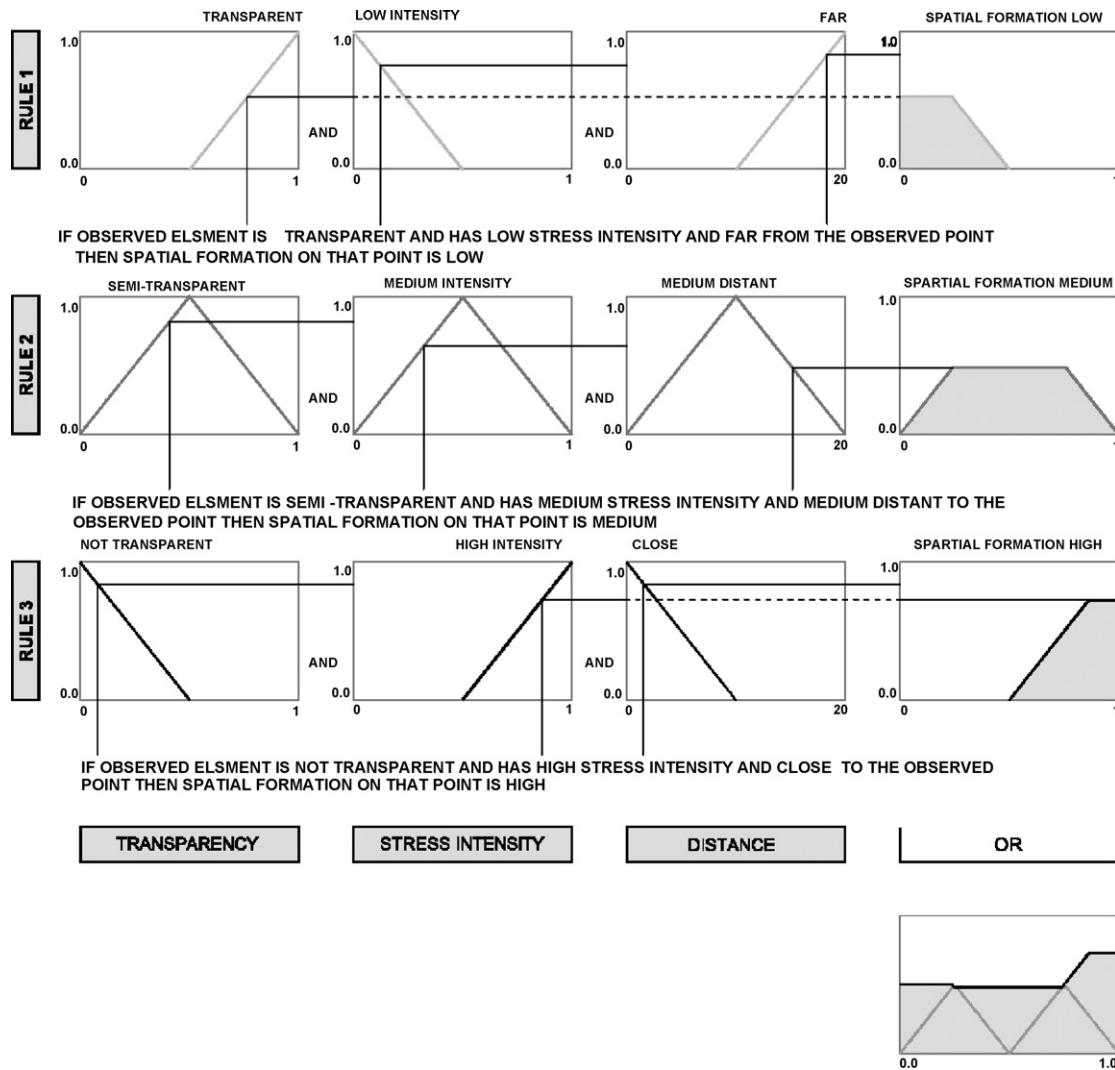 TRANSPARENT LOW INTENSITY FAR SPATIAL FORMATION LOW
RULE 1
1.0 1.0 1.0 1.0
AND AND
0.0 0.0 0.0 0.0
0 1 0 1 0 20 0 1
IF OBSERVED ELSMENT IS TRANSPARENT AND HAS LOW STRESS INTENSITY AND FAR FROM THE OBSERVED POINT
THEN SPATIAL FORMATION ON THAT POINT IS LOW
SEMI-TRANSPARENT MEDIUM INTENSITY MEDIUM DISTANT SPARTIAL FORMATION MEDIUM
RULE 2
1.0 1.0 1.0 1.0
AND AND
0.0 0.0 0.0 0.0
0 1 0 1 0 20 0 1
IF OBSERVED ELSMENT IS SEMI -TRANSPARENT AND HAS MEDIUM STRESS INTENSITY AND MEDIUM DISTANT TO THE
OBSERVED POINT THEN SPATIAL FORMATION ON THAT POINT IS MEDIUM
NOT TRANSPARENT HIGH INTENSITY CLOSE SPARTIAL FORMATION HIGH
RULE 3
1.0 1.0 1.0 1.0
AND AND
0.0 0.0 0.0 0.0
0 1 0 1 0 20 0 1
IF OBSERVED ELSMENT IS NOT TRANSPARENT AND HAS HIGH STRESS INTENSITY AND CLOSE TO THE OBSERVED
POINT THEN SPATIAL FORMATION ON THAT POINT IS HIGH
TRANSPARENCY STRESS INTENSITY DISTANCE OR
0.0 1.0